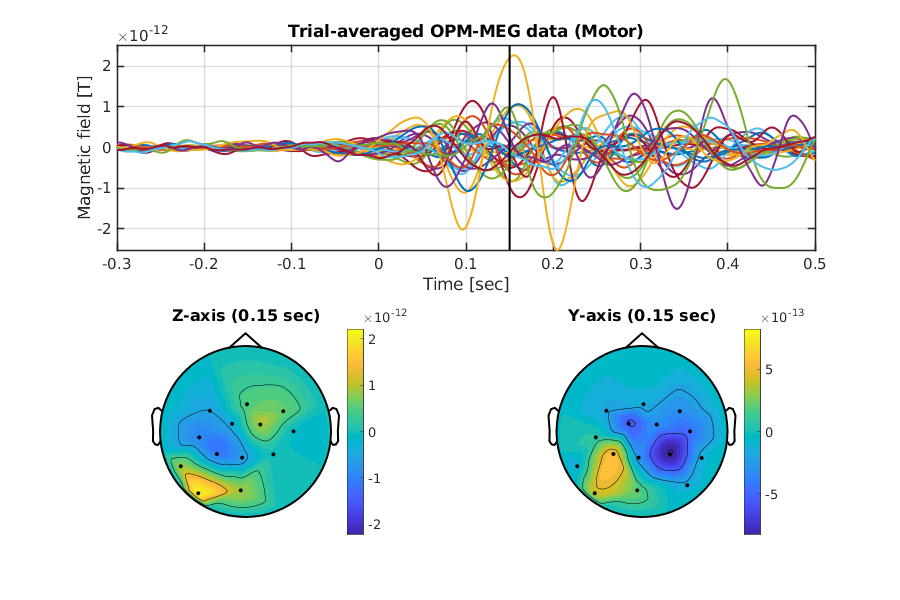 Trial-averaged OPM-MEG data (Motor)
×10-12
Magnetic field [T]
2
1
0
-1
-2
-0.3 -0.2 -0.1 0 0.1 0.2 0.3 0.4 0.5
Time [sec]
Z-axis (0.15 sec)
×10-12
2
1
0
-1
-2
Y-axis (0.15 sec)
×10-13
5
0
-5